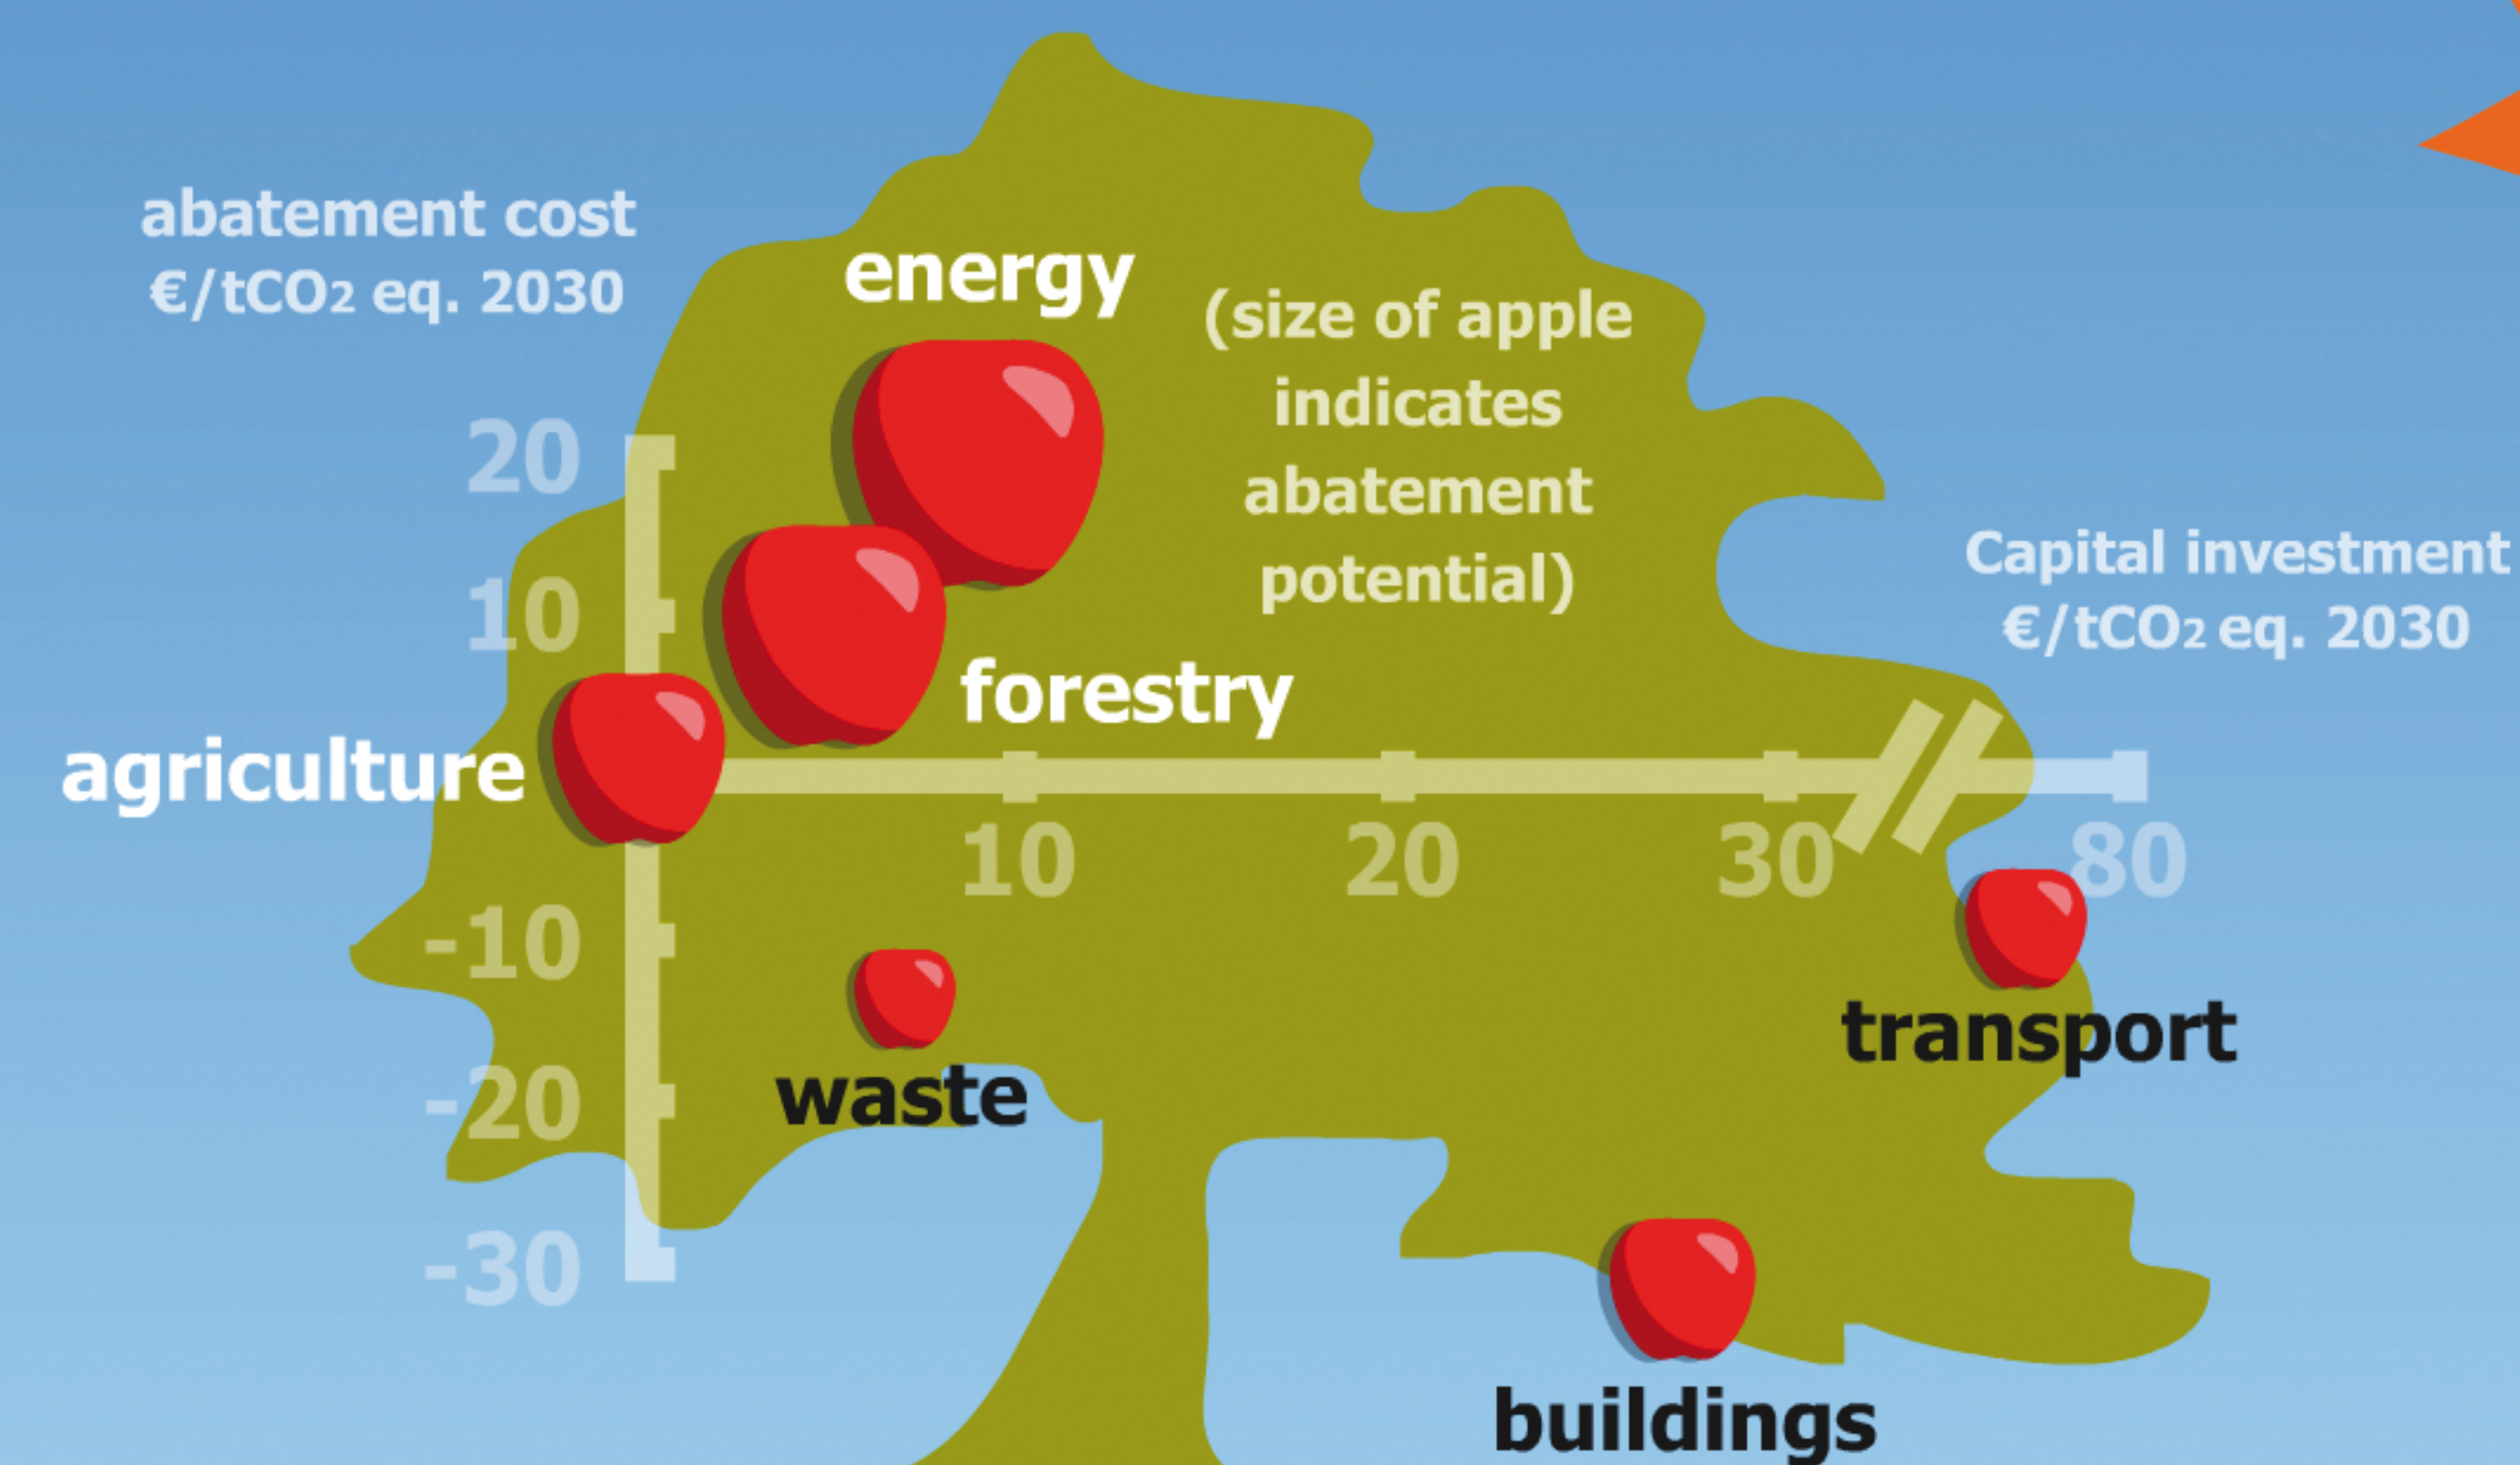 abatement cost
€/tCO2 eq. 2030
energy
(size of apple
indicates
abatement
potential)
20
10
Capital investment
€/tCO2 eq. 2030
forestry
agriculture
10 20 30 80
-10
-20
-30
waste
transport
buildings